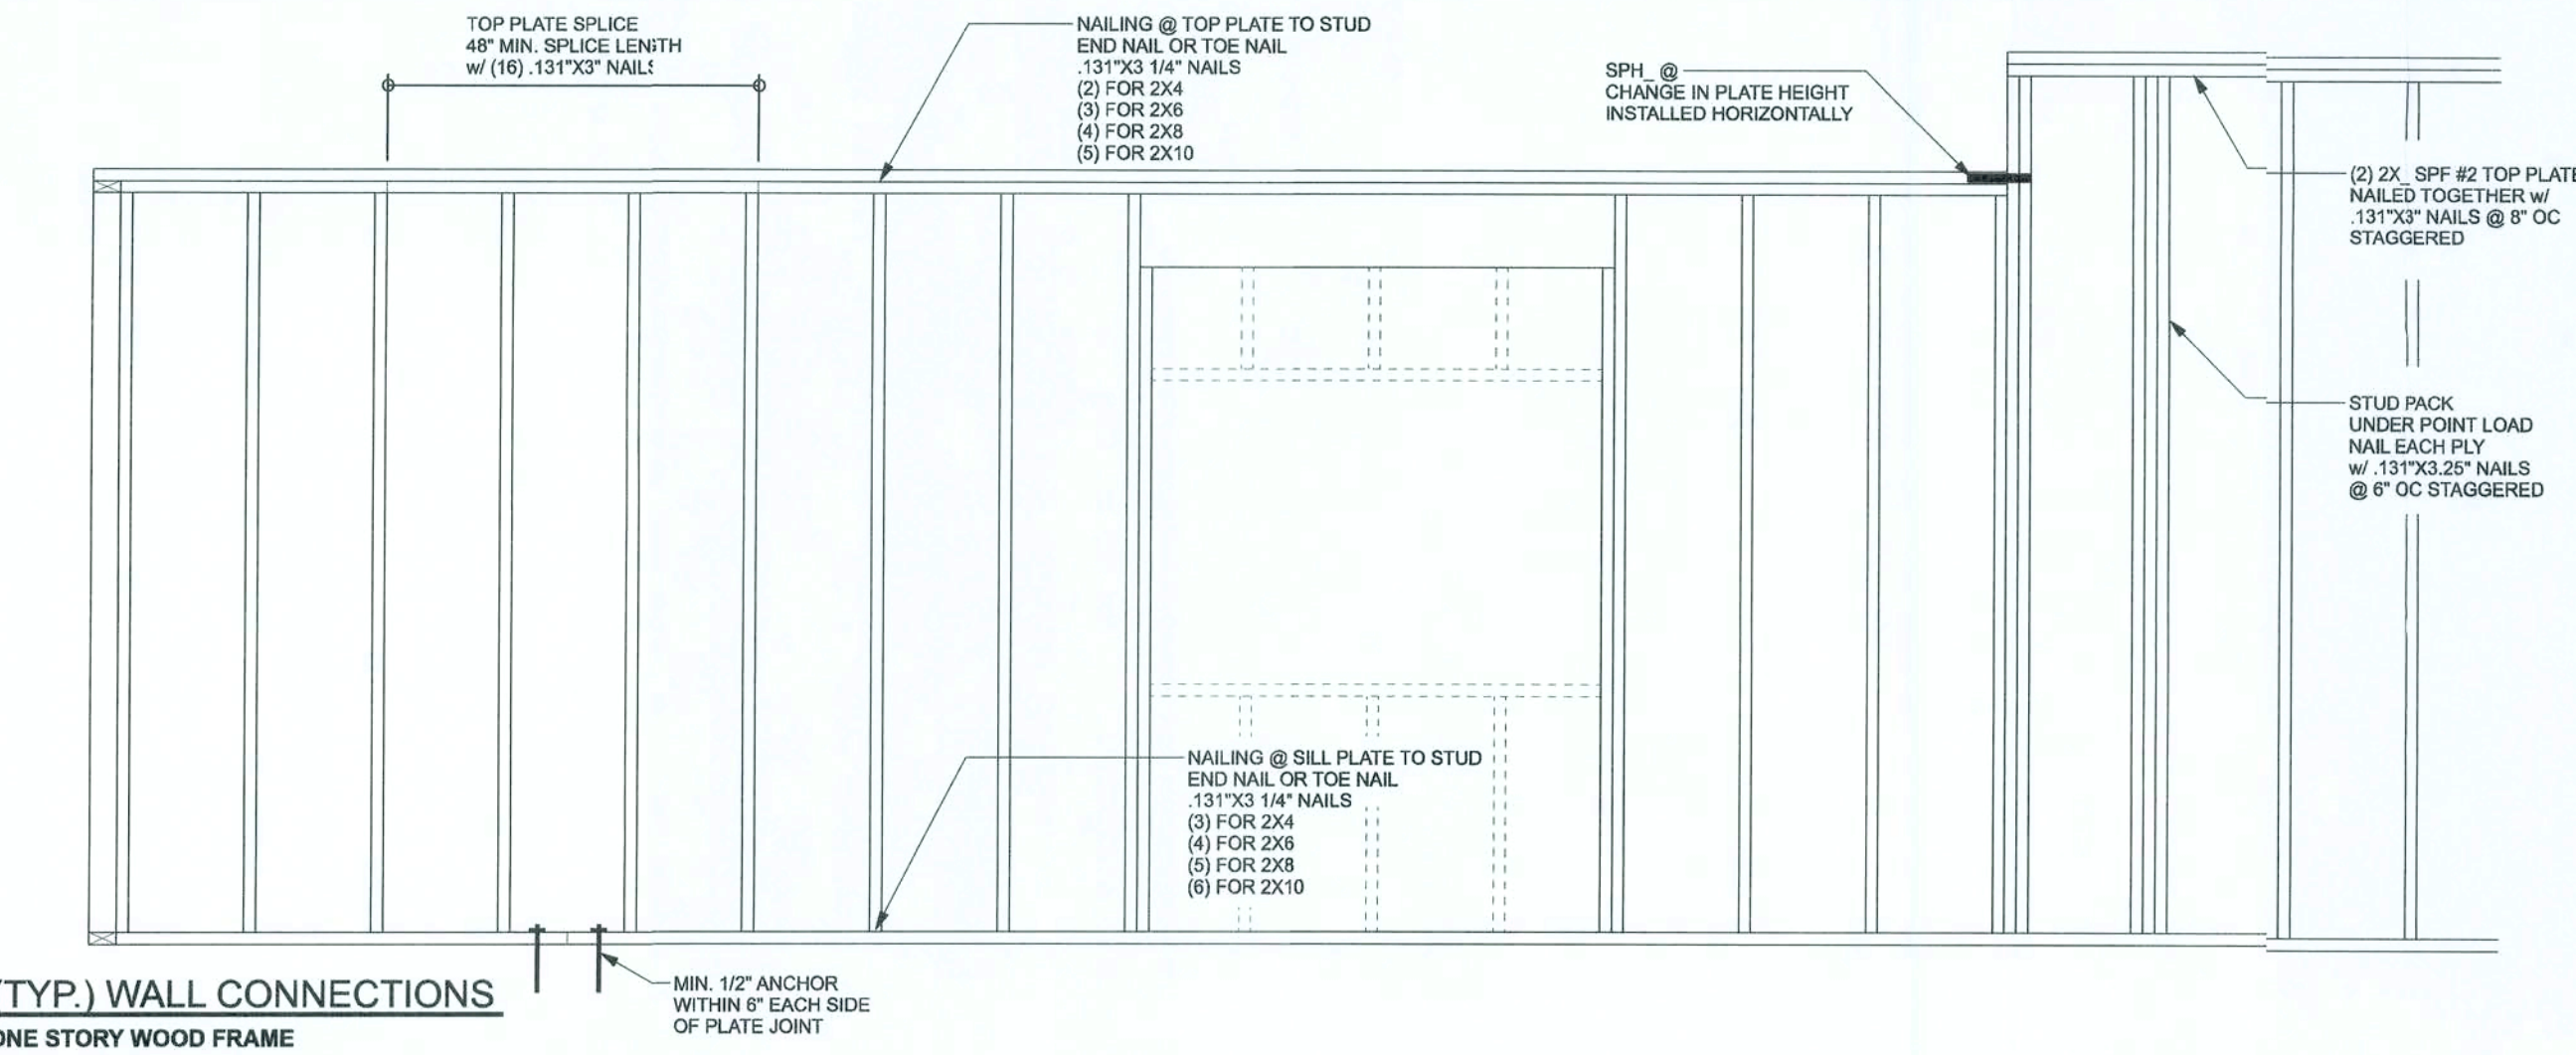 TOP PLATE SPLICE
48" MIN. SPLICE LENGTH
w/ (16) .131"X3" NAILS
NAILING @ TOP PLATE TO STUD
END NAIL OR TOE NAIL
.131"X3 1/4" NAILS
(2) FOR 2X4
(3) FOR 2X6
(4) FOR 2X8
(5) FOR 2X10
SPH_ @
CHANGE IN PLATE HEIGHT
INSTALLED HORIZONTALLY
(2) 2X_ SPF #2 TOP PLATE
NAILED TOGETHER w/
.131"X3" NAILS @ 8" OC
STAGGERED
STUD PACK
UNDER POINT LOAD
NAIL EACH PLY
w/ .131"X3.25" NAILS
@ 6" OC STAGGERED
NAILING @ SILL PLATE TO STUD
END NAIL OR TOE NAIL
.131"X3 1/4" NAILS
(3) FOR 2X4
(4) FOR 2X6
(5) FOR 2X8
(6) FOR 2X10
MIN. 1/2" ANCHOR
WITHIN 6" EACH SIDE
OF PLATE JOINT
(TYP.) WALL CONNECTIONS
ONE STORY WOOD FRAME